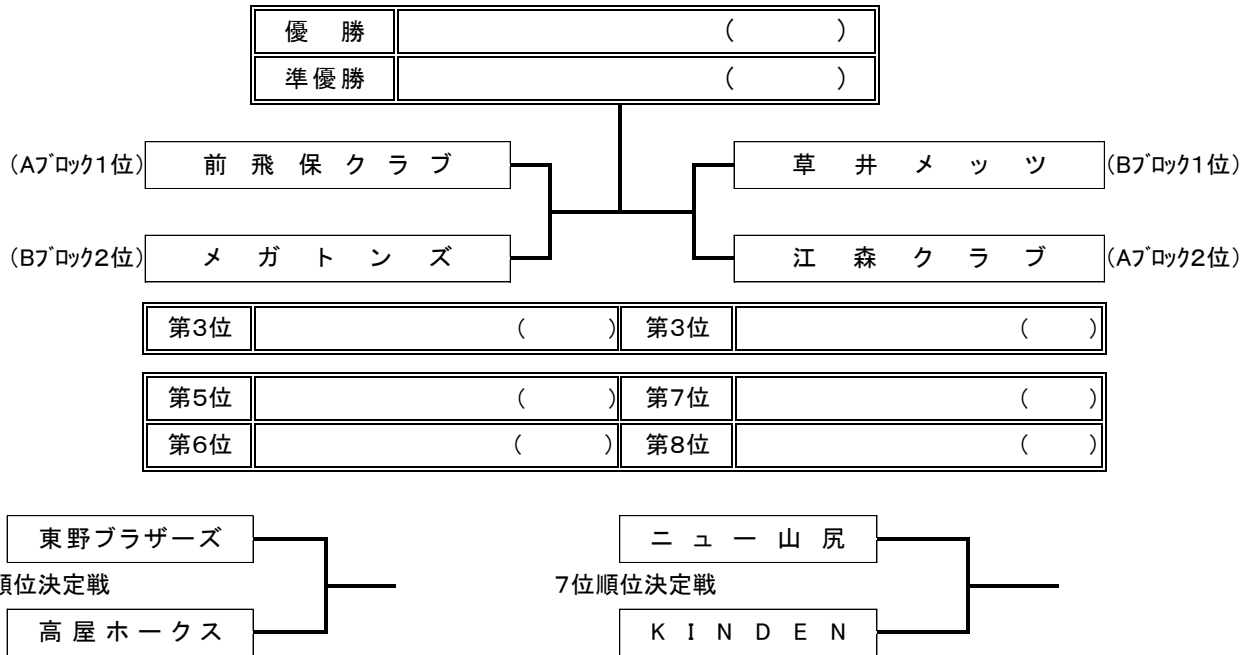 優 勝 ( )
準優勝 ( )
(Aブロック1位) 前飛保クラブ 草井メッツ (Bブロック1位)
(Bブロック2位) メガトンズ 江森クラブ (Aブロック2位)
第3位 ( ) 第3位 ( )
第5位 ( ) 第7位 ( )
第6位 ( ) 第8位 ( )
東野ブラザーズ ニュー山尻
順位決定戦 7位順位決定戦
高屋ホークス KINDEN